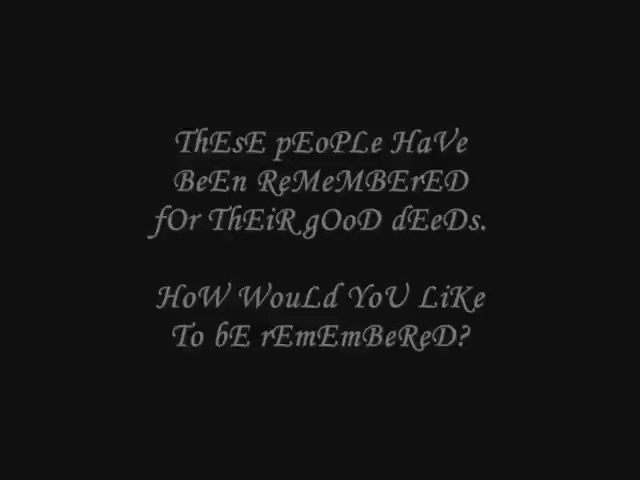 ThEsE pEoPLe HaVe
BeEn ReMeMBErED
fOr ThEiR gOoD dEeDs.
HoW WouLd YoU LiKe
To bE rEmEmBeReD?